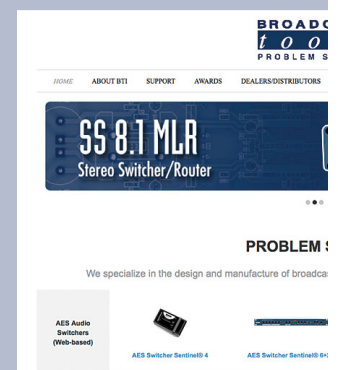 BROADC
t o o
PROBLEM S
HOME ABOUT BTI SUPPORT AWARDS DEALERS/DISTRIBUTORS
SS 8.1 MLR
Stereo Switcher/Router
PROBLEM S
We specialize in the design and manufacture of broadcas
AES Audio
Switchers
(Web-based)
AES Switcher Sentinel® 4
AES Switcher Sentinel® 6+